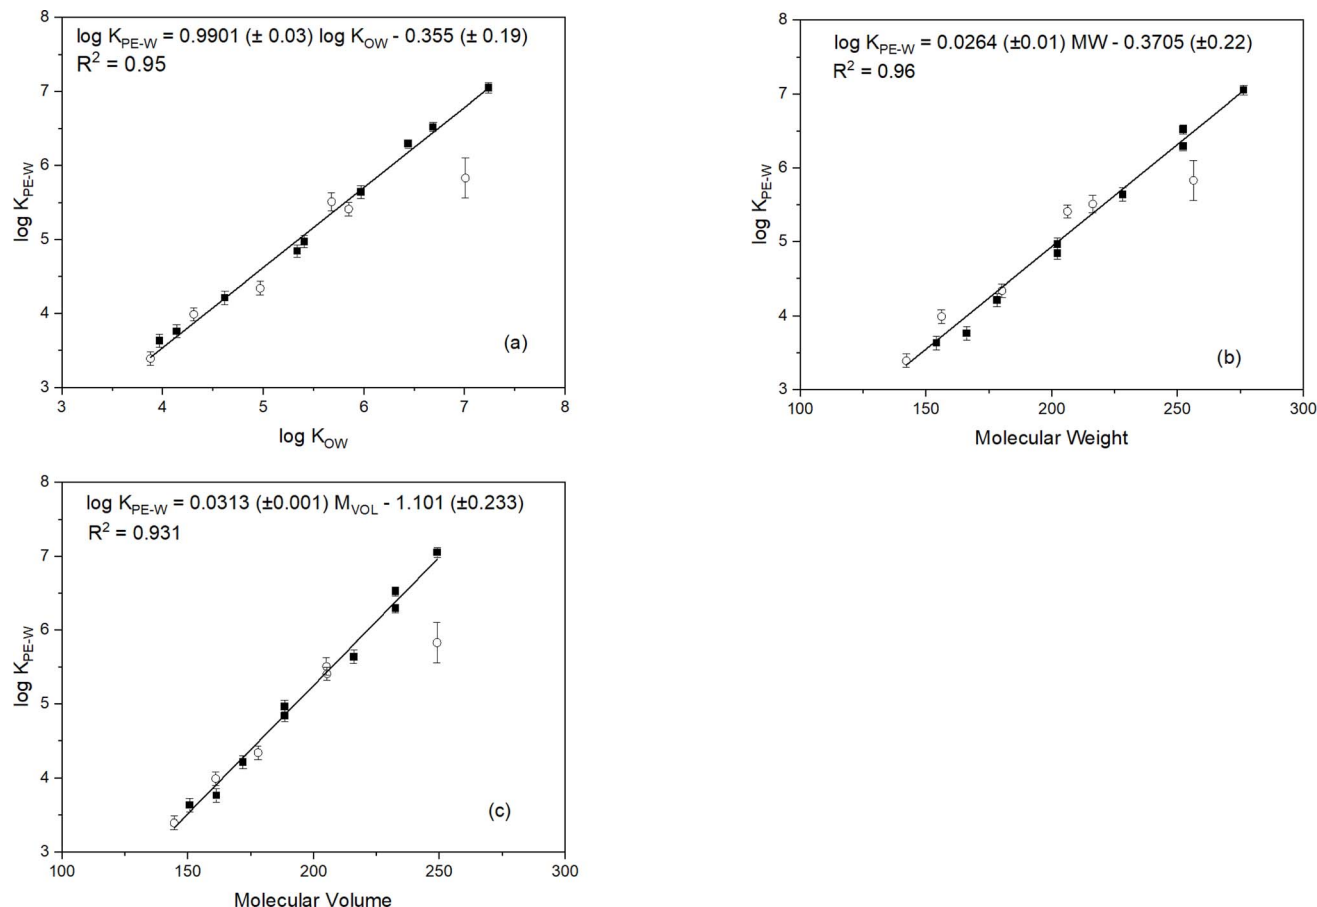 log K_PE-W = 0.9901 (± 0.03) log K_OW - 0.355 (± 0.19)
R² = 0.95
8
7
6
5
4
3
log K_PE-W
3 4 5 6 7 8
log K_OW
(a)
log K_PE-W = 0.0264 (±0.01) MW - 0.3705 (±0.22)
R² = 0.96
8
7
6
5
4
3
log K_PE-W
100 150 200 250 300
Molecular Weight
(b)
log K_PE-W = 0.0313 (±0.001) M_VOL - 1.101 (±0.233)
R² = 0.931
8
7
6
5
4
3
log K_PE-W
100 150 200 250 300
Molecular Volume
(c)